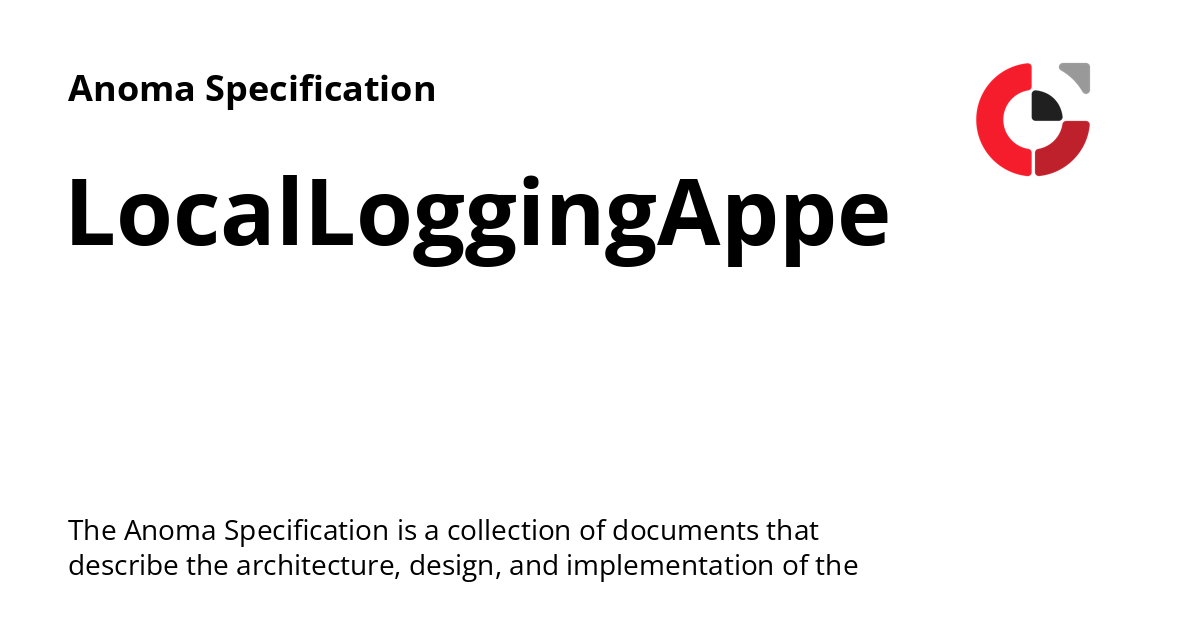 Anoma Specification
LocalLoggingAppe
The Anoma Specification is a collection of documents that
describe the architecture, design, and implementation of the